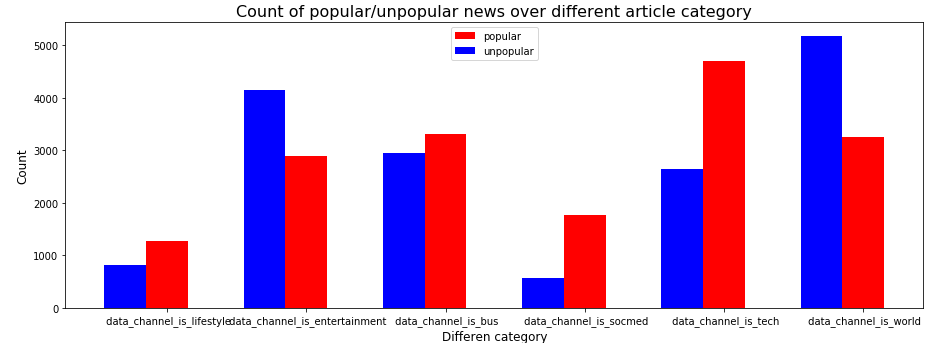 Count of popular/unpopular news over different article category
popular
unpopular
Count
5000
4000
3000
2000
1000
0
data_channel_is_lifestyle data_channel_is_entertainment data_channel_is_bus data_channel_is_socmed data_channel_is_tech data_channel_is_world
Differen category